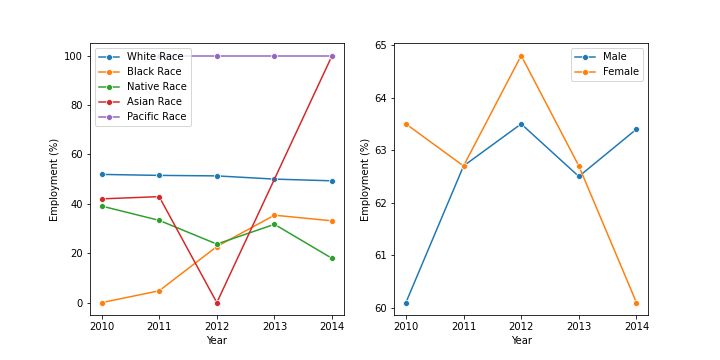 Employment (%)
100
80
60
40
20
0
White Race
Black Race
Native Race
Asian Race
Pacific Race
2010 2011 2012 2013 2014
Year
Employment (%)
65
64
63
62
61
60
Male
Female
2010 2011 2012 2013 2014
Year